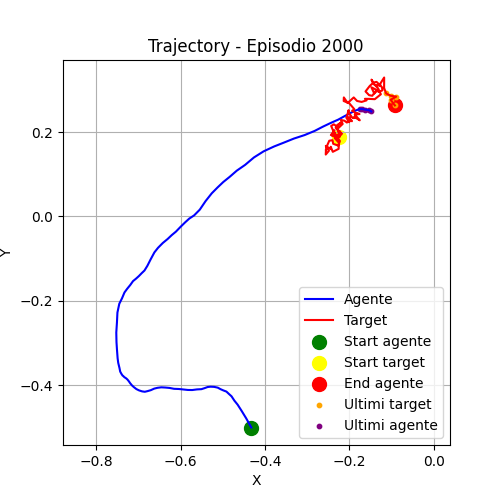 Trajectory - Episodio 2000
Y
0.2
0.0
−0.2
−0.4
−0.8
−0.6
−0.4
−0.2
0.0
X
Agente
Target
Start agente
Start target
End agente
Ultimi target
Ultimi agente